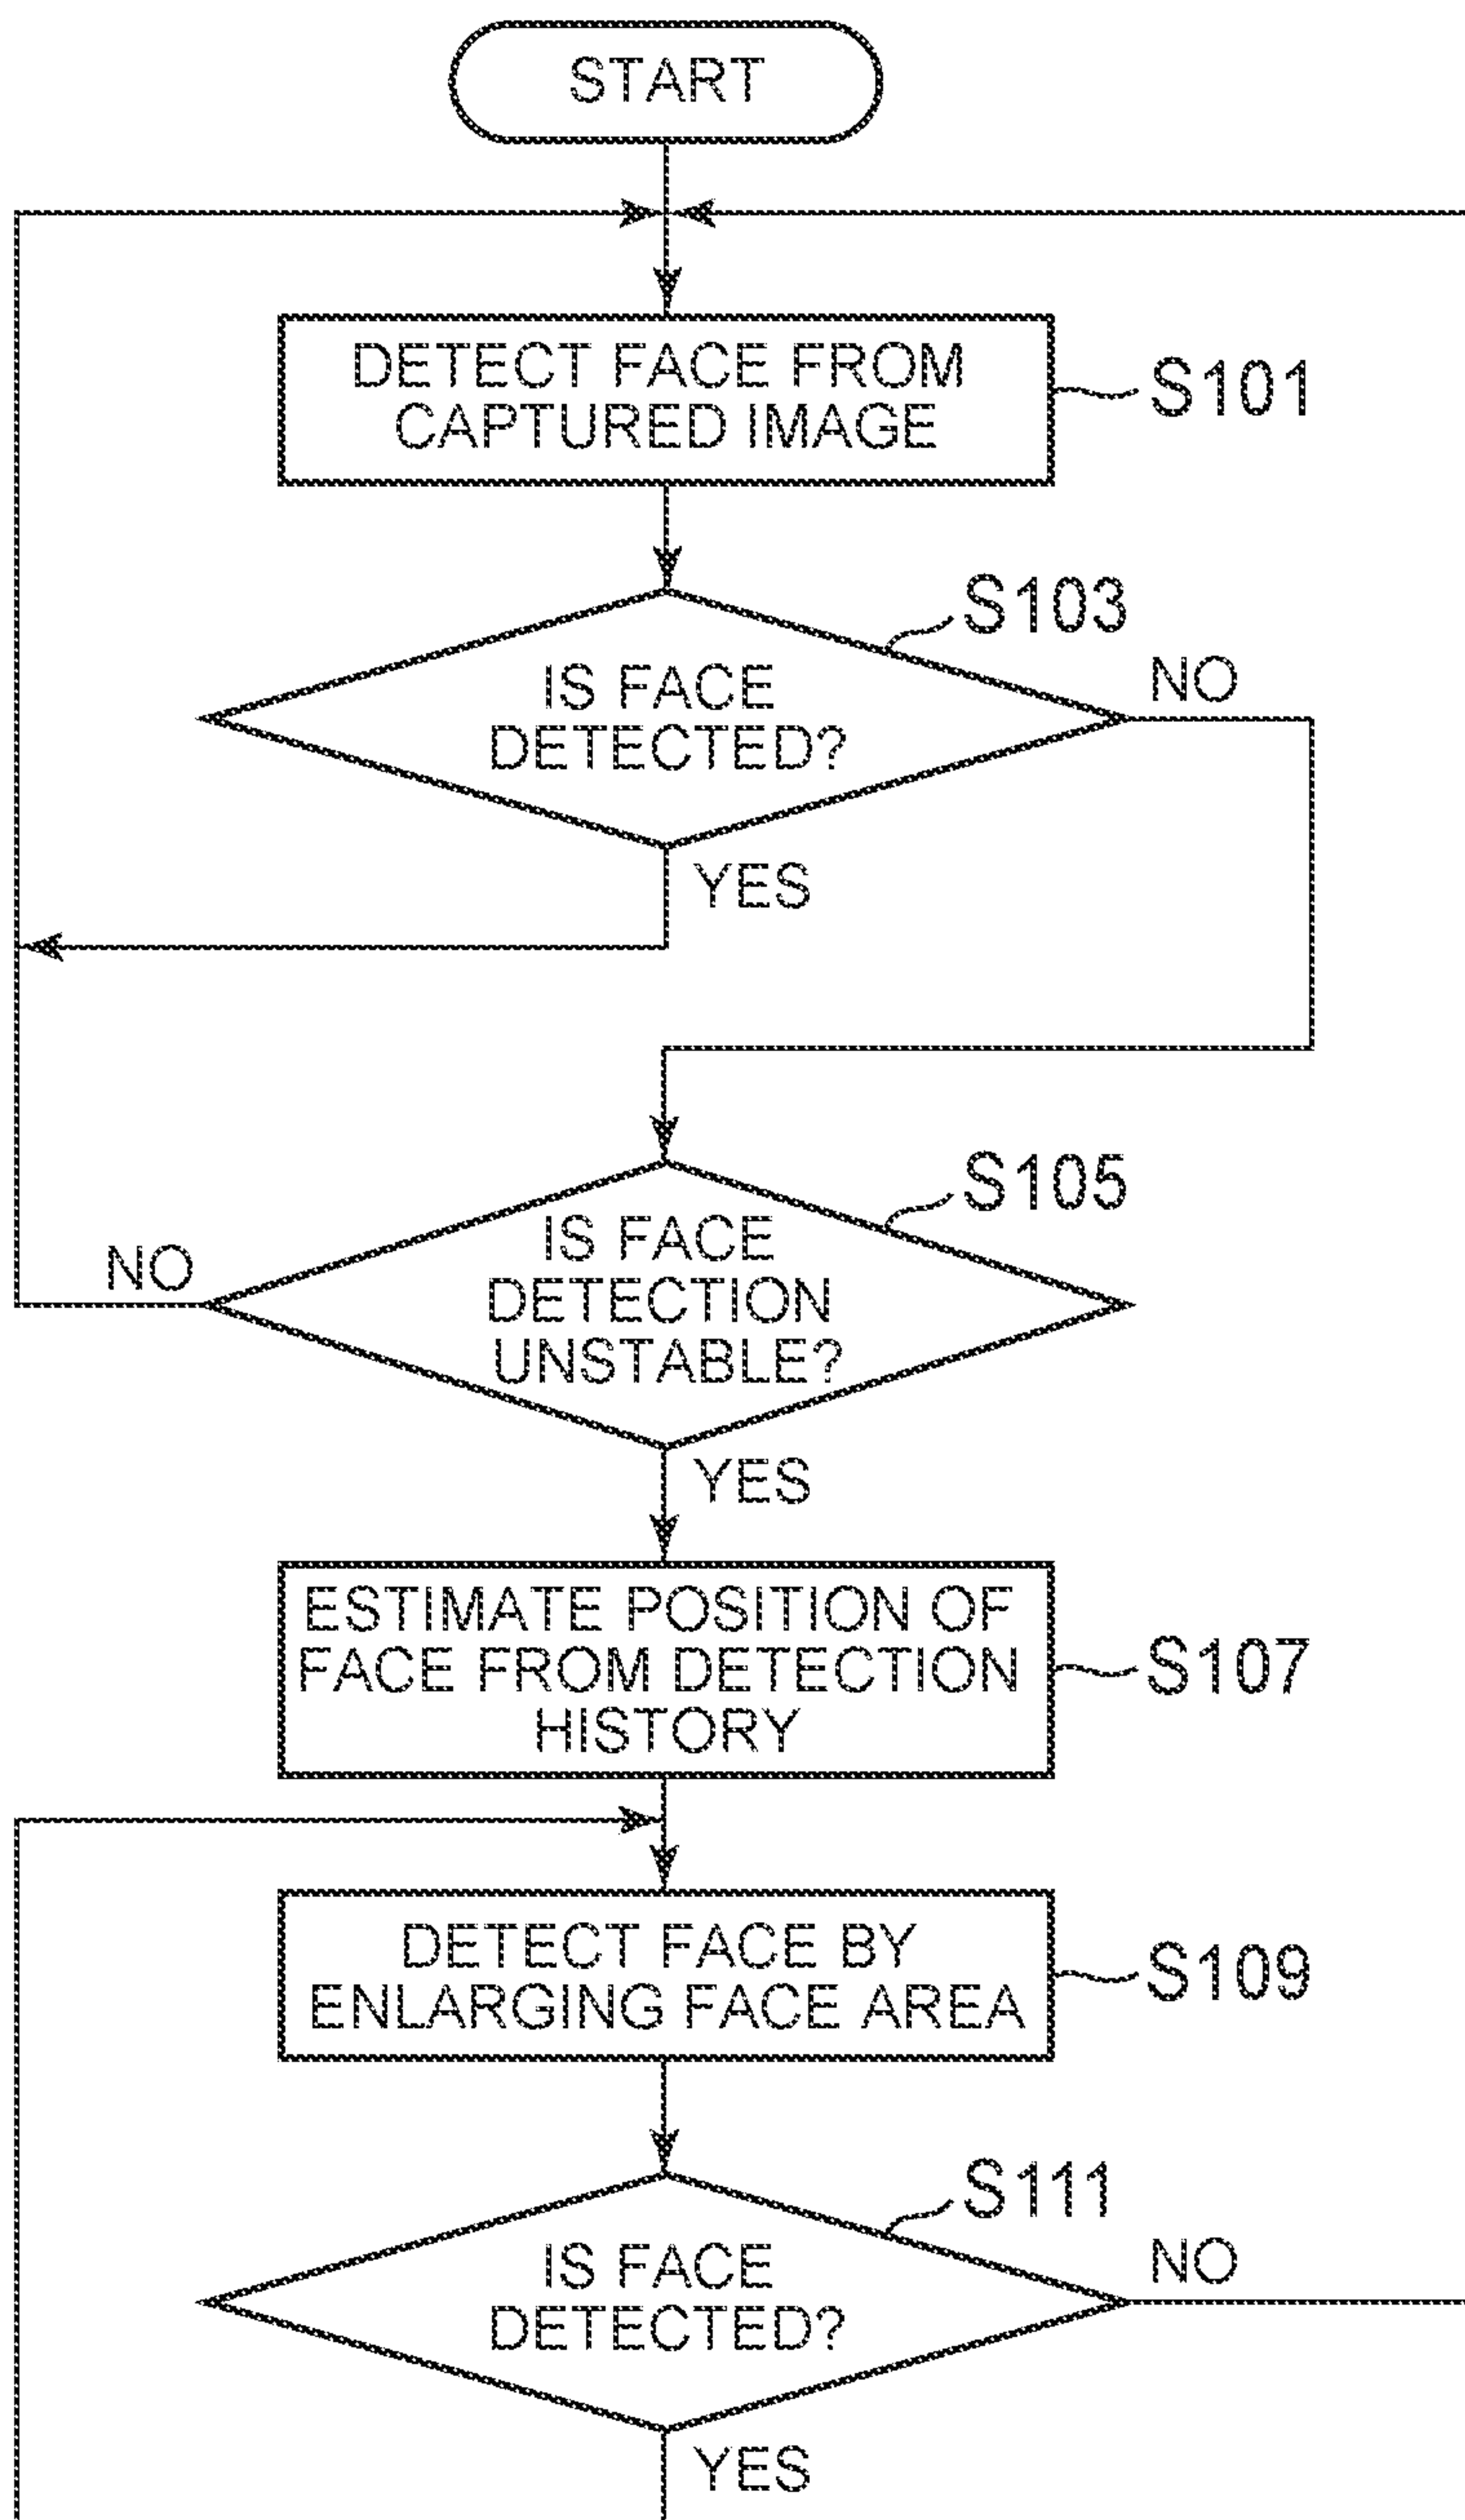 START
DETECT FACE FROM
CAPTURED IMAGE
S101
S103
IS FACE
DETECTED?
NO
YES
S105
IS FACE
DETECTION
UNSTABLE?
NO
YES
ESTIMATE POSITION OF
FACE FROM DETECTION
HISTORY
S107
DETECT FACE BY
ENLARGING FACE AREA
S109
S111
IS FACE
DETECTED?
NO
YES